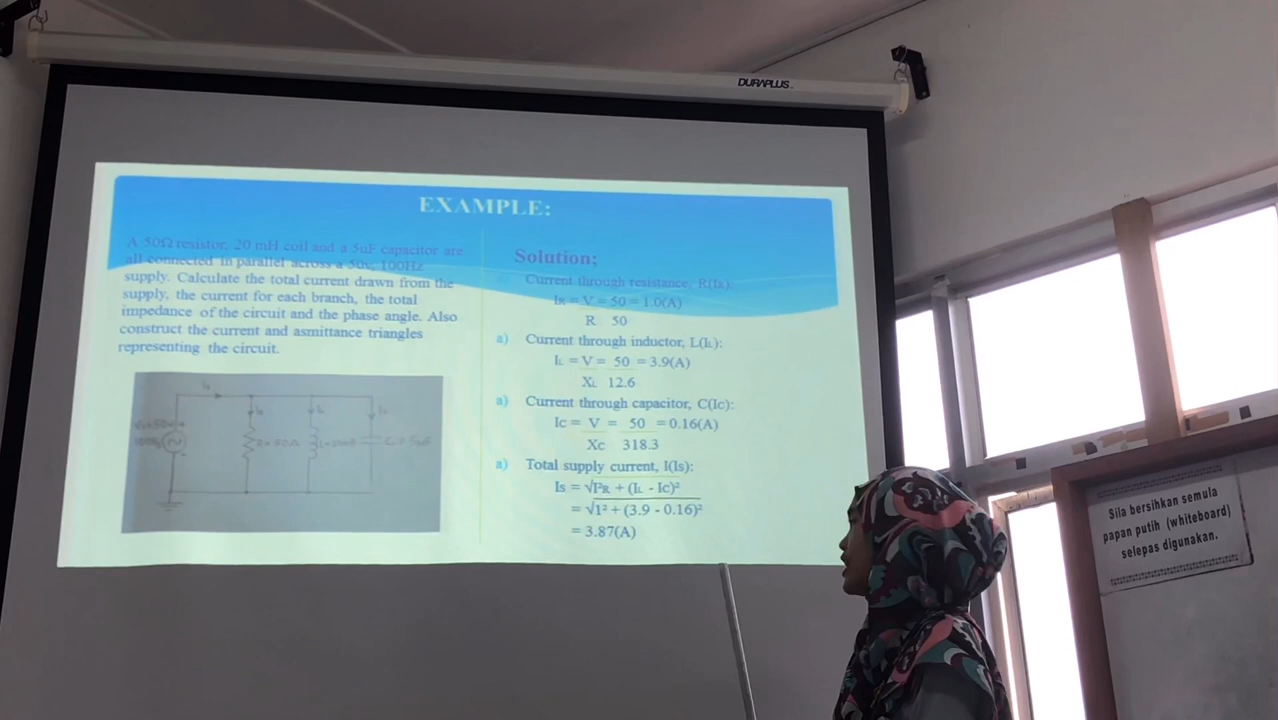 DURAPLUS
EXAMPLE:
A 50Ω resistor, 20 mH coil and a 5uF capacitor are
all connected in parallel across a 50v, 100Hz
supply. Calculate the total current drawn from the
supply, the current for each branch, the total
impedance of the circuit and the phase angle. Also
construct the current and asmittance triangles
representing the circuit.
R = 50Ω
Solution;
Current through resistance, R(IR):
IR = V = 50 = 1.0(A)
R 50
a) Current through inductor, L(IL):
IL = V = 50 = 3.9(A)
XL 12.6
a) Current through capacitor, C(Ic):
Ic = V = 50 = 0.16(A)
Xc 318.3
a) Total supply current, I(Is):
Is = √I²R + (IL - Ic)²
= √1² + (3.9 - 0.16)²
= 3.87(A)
Sila bersihkan semula
papan putih (whiteboard)
selepas digunakan.